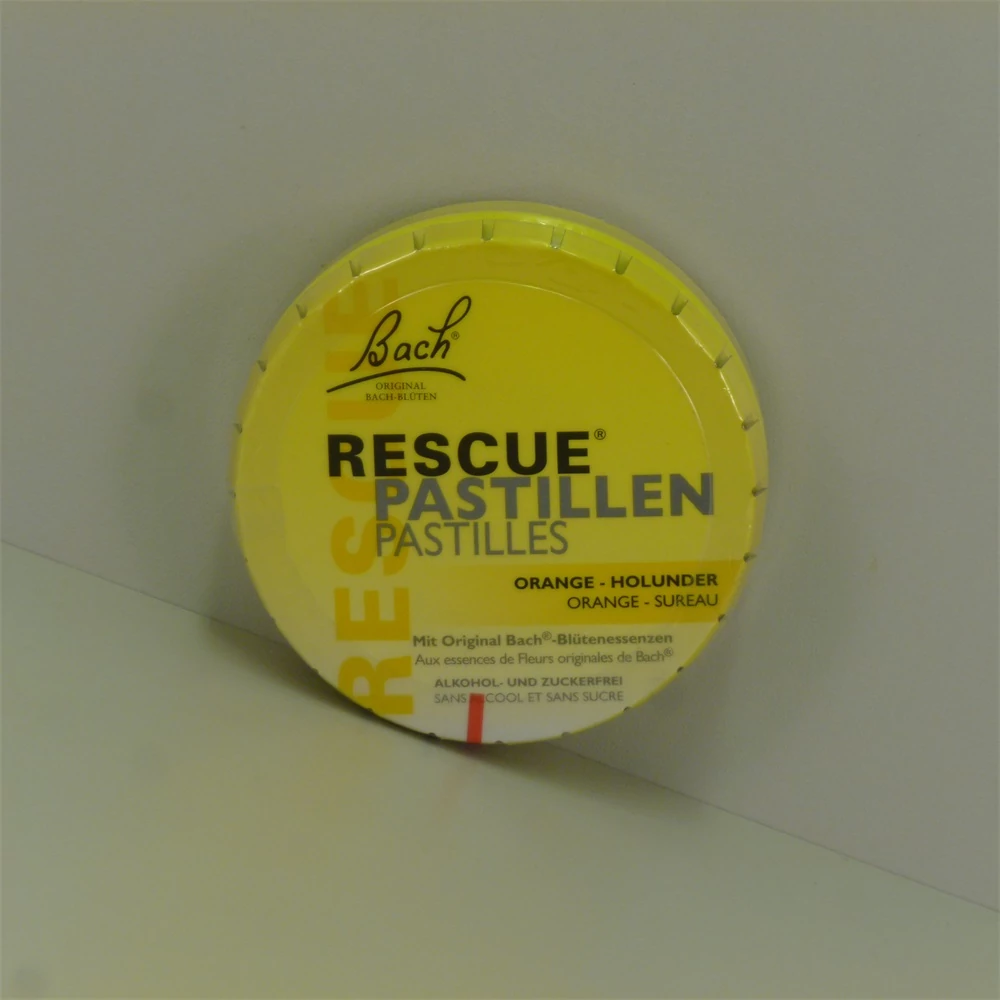 Bach®
ORIGINAL
BACH-BLÜTEN
RESCUE
RESCUE®
PASTILLEN
PASTILLES
ORANGE - HOLUNDER
ORANGE - SUREAU
Mit Original Bach®-Blütenessenzen
Aux essences de Fleurs originales de Bach®
ALKOHOL- UND ZUCKERFREI
SANS ALCOOL ET SANS SUCRE